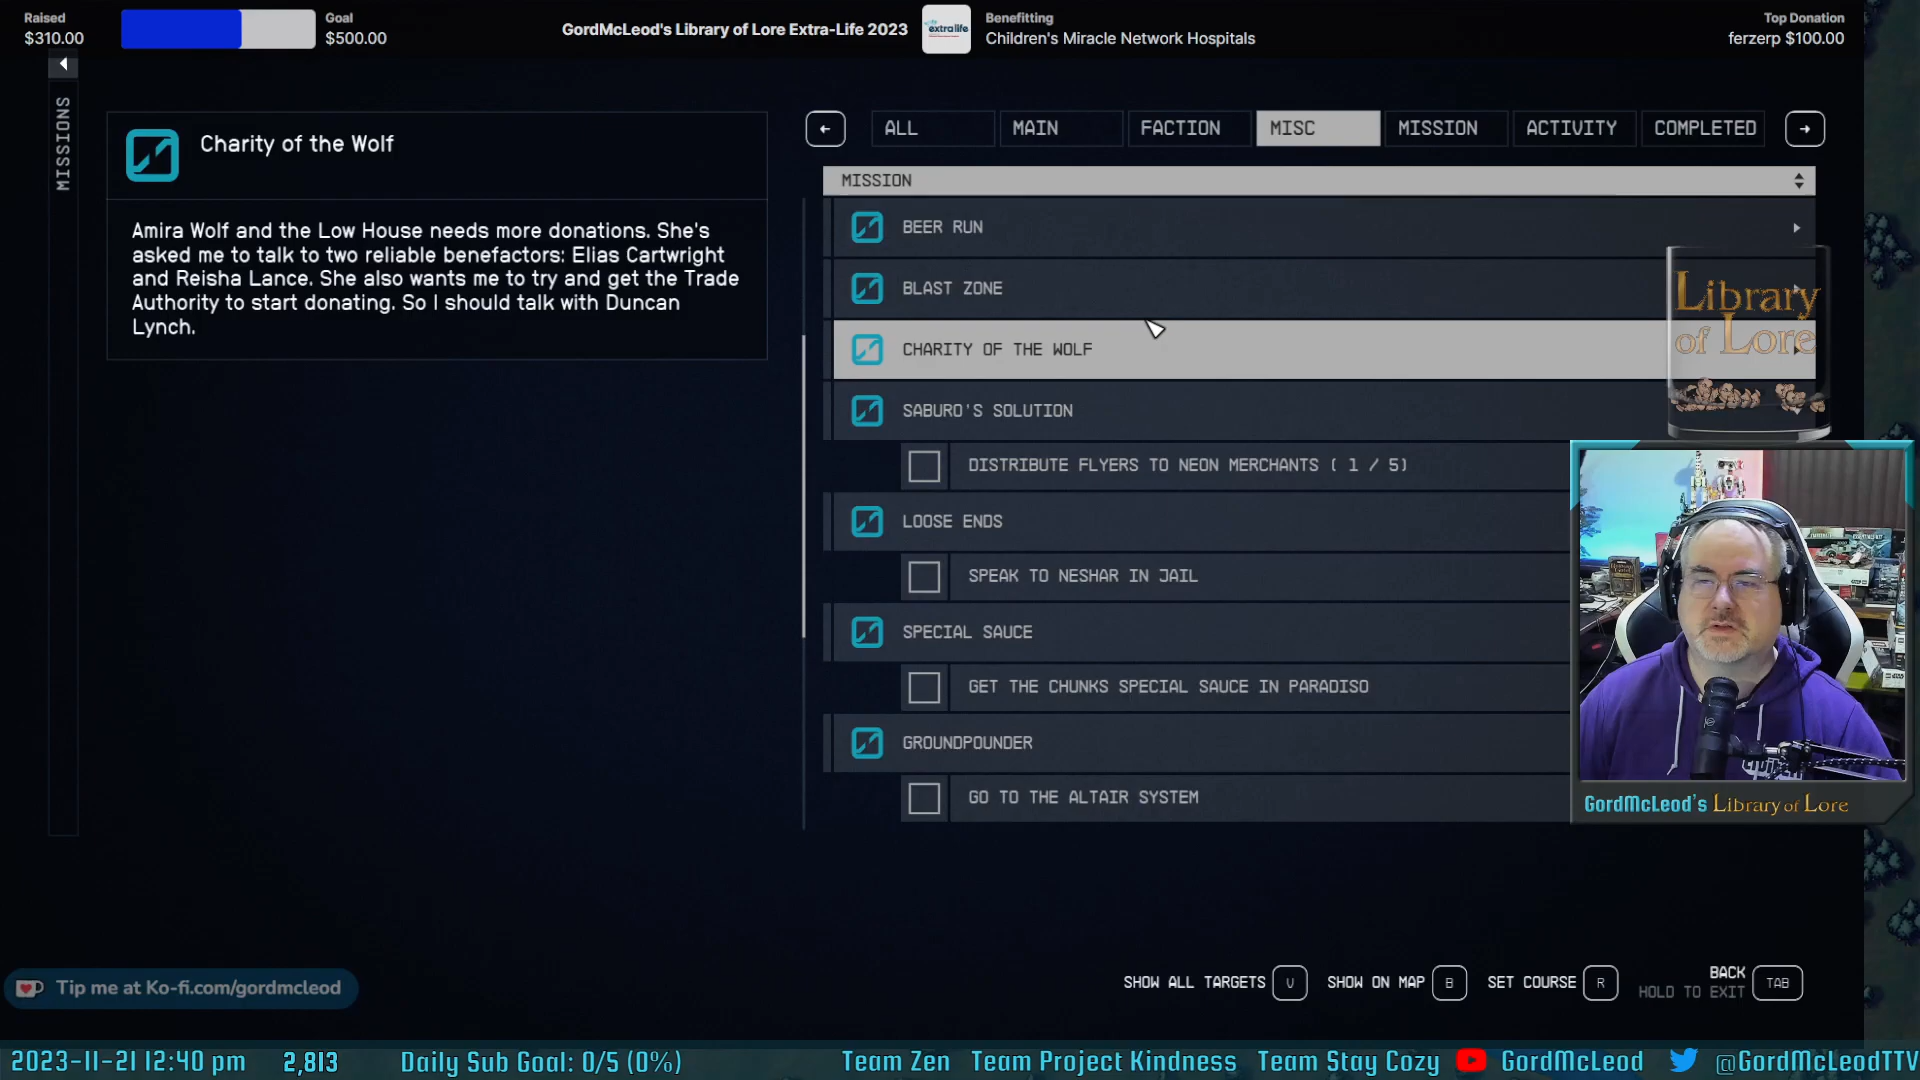 Raised
$310.00
Goal
$500.00
GordMcLeod's Library of Lore Extra-Life 2023
extralife
Benefitting
Children's Miracle Network Hospitals
Top Donation
ferzerp $100.00
MISSIONS
Charity of the Wolf
Amira Wolf and the Low House needs more donations. She's
asked me to talk to two reliable benefactors: Elias Cartwright
and Reisha Lance. She also wants me to try and get the Trade
Authority to start donating. So I should talk with Duncan
Lynch.
ALL
MAIN
FACTION
MISC
MISSION
ACTIVITY
COMPLETED
MISSION
BEER RUN
BLAST ZONE
CHARITY OF THE WOLF
SABURO'S SOLUTION
DISTRIBUTE FLYERS TO NEON MERCHANTS ( 1 / 5)
LOOSE ENDS
SPEAK TO NESHAR IN JAIL
SPECIAL SAUCE
GET THE CHUNKS SPECIAL SAUCE IN PARADISO
GROUNDPOUNDER
GO TO THE ALTAIR SYSTEM
Library
of Lore
GordMcLeod's Library of Lore
SHOW ALL TARGETS U
SHOW ON MAP B
SET COURSE R
BACK
HOLD TO EXIT TAB
Tip me at Ko-fi.com/gordmcleod
2023-11-21 12:40 pm 2,813 Daily Sub Goal: 0/5 (0%) Team Zen Team Project Kindness Team Stay Cozy GordMcLeod @GordMcLeodTTV